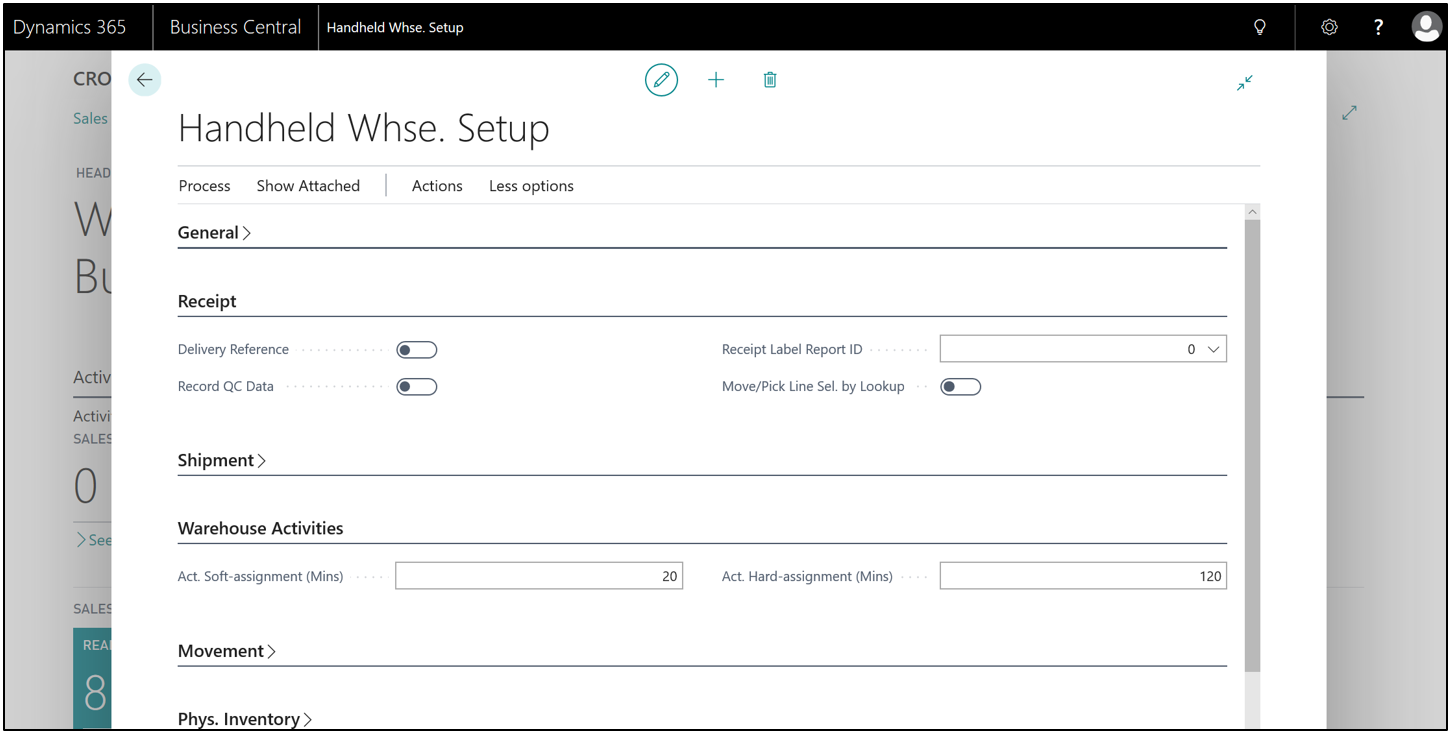 Dynamics 365 Business Central Handheld Whse. Setup ?
CRO
Sales
HEAD
W
Bu
Activ
Activi
SALES
0
See
SALES
REA
8
Handheld Whse. Setup
Process Show Attached Actions Less options
General
Receipt
Delivery Reference Receipt Label Report ID 0
Record QC Data Move/Pick Line Sel. by Lookup
Shipment
Warehouse Activities
Act. Soft-assignment (Mins) 20 Act. Hard-assignment (Mins) 120
Movement
Phys. Inventory